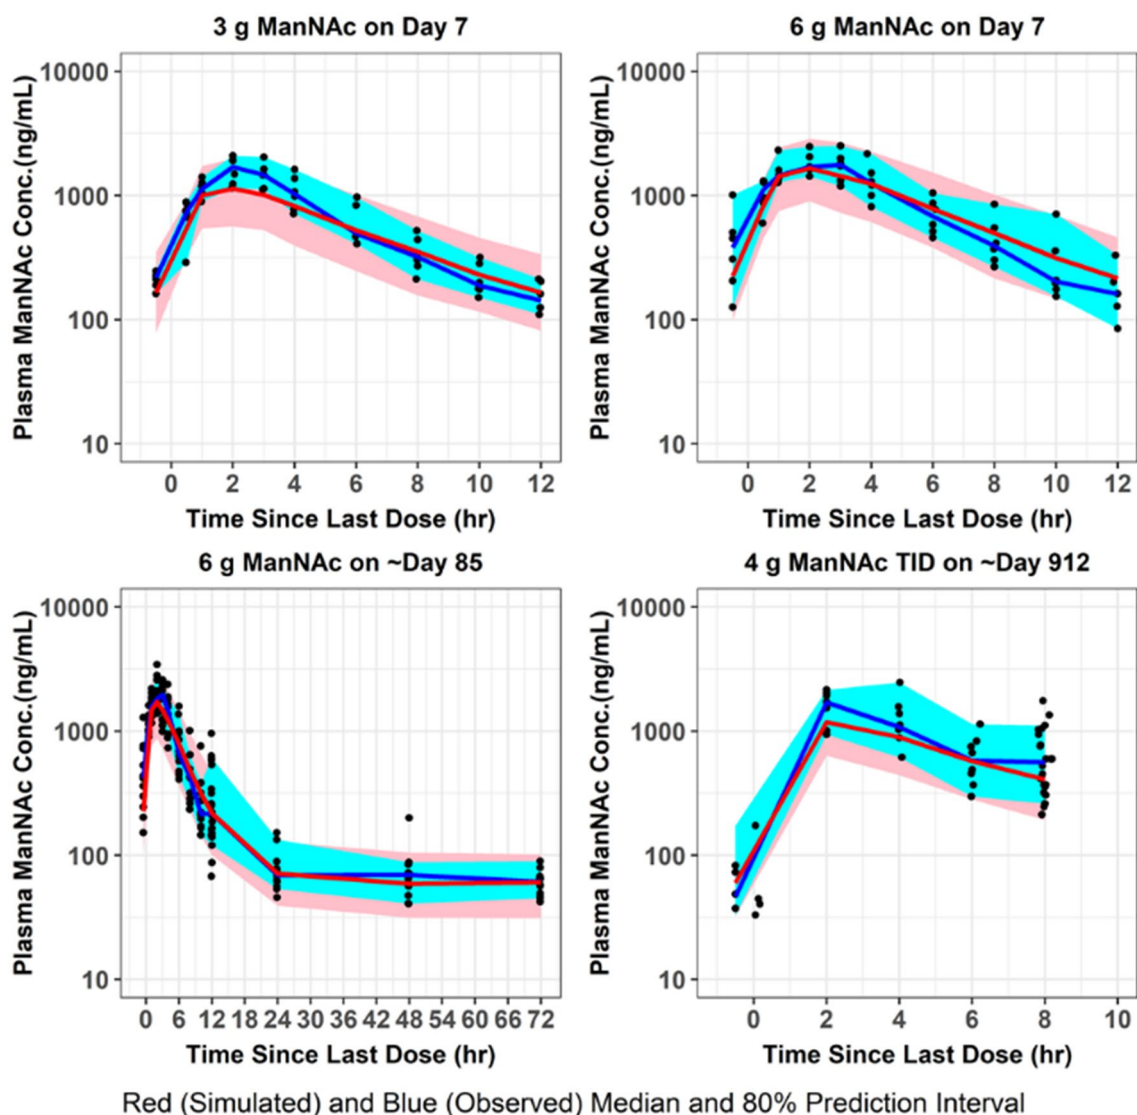 3 g ManNAc on Day 7
10000
1000
100
10
Plasma ManNAc Conc.(ng/mL)
0 2 4 6 8 10 12
Time Since Last Dose (hr)
6 g ManNAc on Day 7
10000
1000
100
10
Plasma ManNAc Conc.(ng/mL)
0 2 4 6 8 10 12
Time Since Last Dose (hr)
6 g ManNAc on ~Day 85
10000
1000
100
10
Plasma ManNAc Conc.(ng/mL)
0 6 12 18 24 30 36 42 48 54 60 66 72
Time Since Last Dose (hr)
4 g ManNAc TID on ~Day 912
10000
1000
100
10
Plasma ManNAc Conc.(ng/mL)
0 2 4 6 8 10
Time Since Last Dose (hr)
Red (Simulated) and Blue (Observed) Median and 80% Prediction Interval